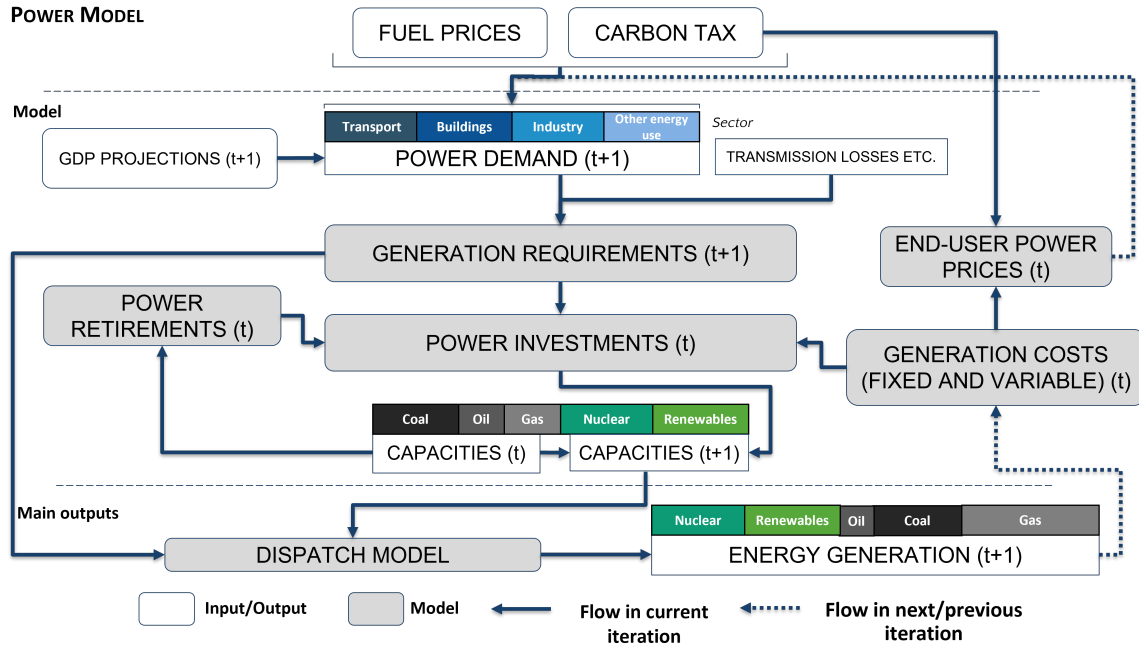 POWER MODEL
FUEL PRICES
CARBON TAX
Model
Transport
Buildings
Industry
Other energy
use
Sector
GDP PROJECTIONS (t+1)
POWER DEMAND (t+1)
TRANSMISSION LOSSES ETC.
GENERATION REQUIREMENTS (t+1)
END-USER POWER
PRICES (t)
POWER
RETIREMENTS (t)
POWER INVESTMENTS (t)
GENERATION COSTS
(FIXED AND VARIABLE) (t)
Coal
Oil
Gas
Nuclear
Renewables
CAPACITIES (t)
CAPACITIES (t+1)
Main outputs
Nuclear
Renewables
Oil
Coal
Gas
DISPATCH MODEL
ENERGY GENERATION (t+1)
Input/Output
Model
Flow in current
iteration
Flow in next/previous
iteration